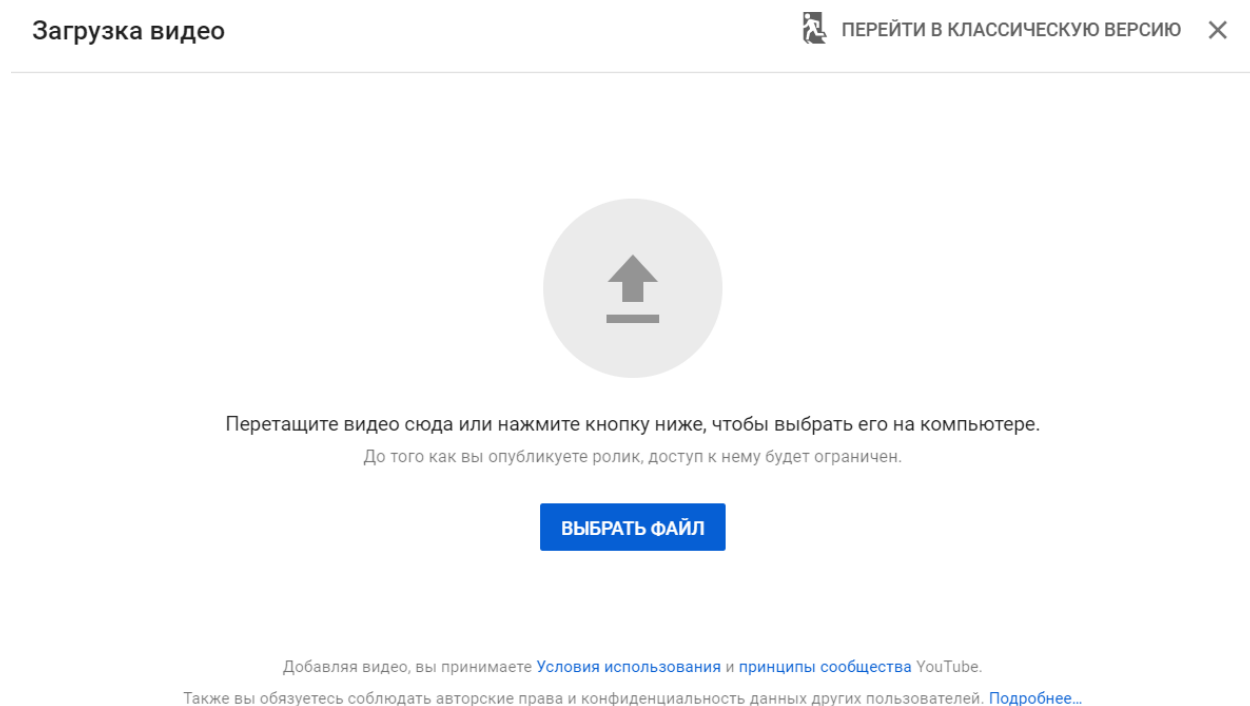 Загрузка видео
ПЕРЕЙТИ В КЛАССИЧЕСКУЮ ВЕРСИЮ
Перетащите видео сюда или нажмите кнопку ниже, чтобы выбрать его на компьютере.
До того как вы опубликуете ролик, доступ к нему будет ограничен.
ВЫБРАТЬ ФАЙЛ
Добавляя видео, вы принимаете Условия использования и принципы сообщества YouTube.
Также вы обязуетесь соблюдать авторские права и конфиденциальность данных других пользователей. Подробнее...